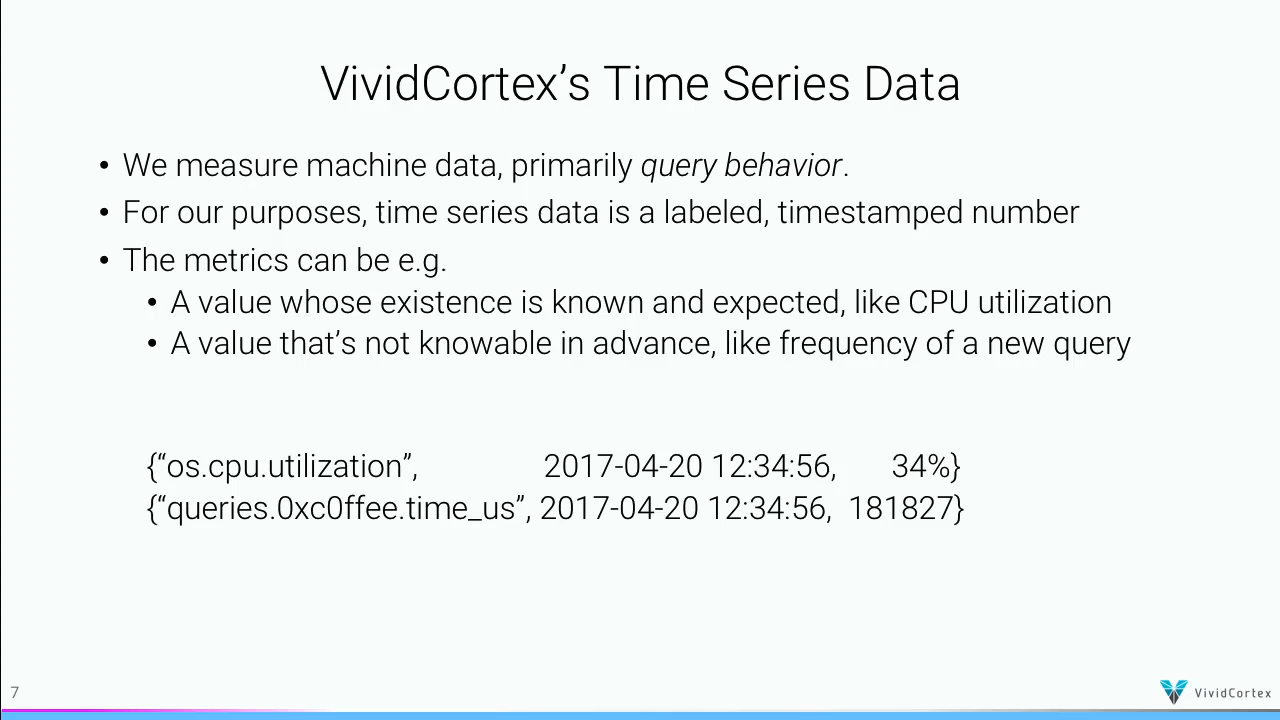 VividCortex’s Time Series Data
• We measure machine data, primarily query behavior.
• For our purposes, time series data is a labeled, timestamped number
• The metrics can be e.g.
• A value whose existence is known and expected, like CPU utilization
• A value that’s not knowable in advance, like frequency of a new query
{“os.cpu.utilization”, 2017-04-20 12:34:56, 34%}
{“queries.0xc0ffee.time_us”, 2017-04-20 12:34:56, 181827}
7
VividCortex